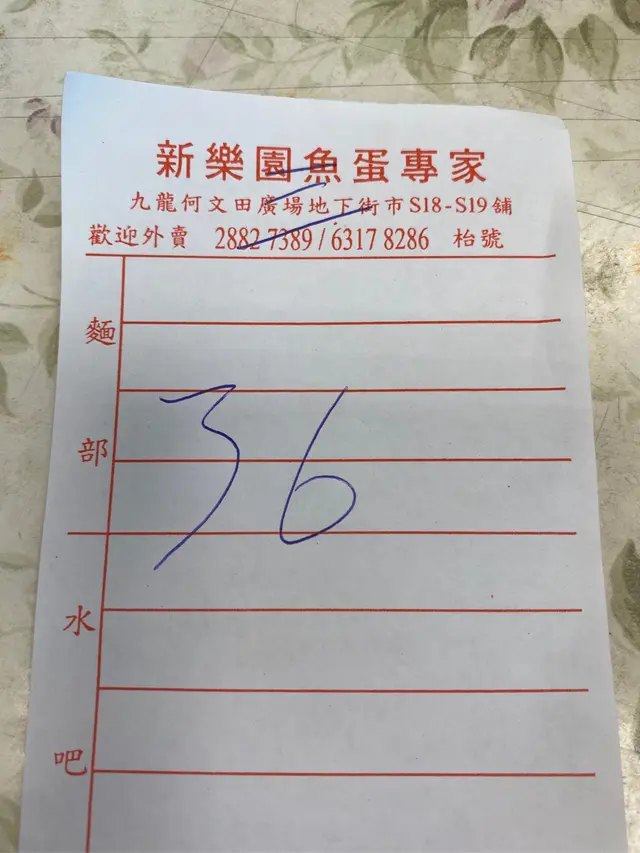 新樂園魚蛋專家
九龍何文田廣場地下街市S18-S19舖
歡迎外賣 2882 7389 / 6317 8286 枱號
三
麵部
36
水吧